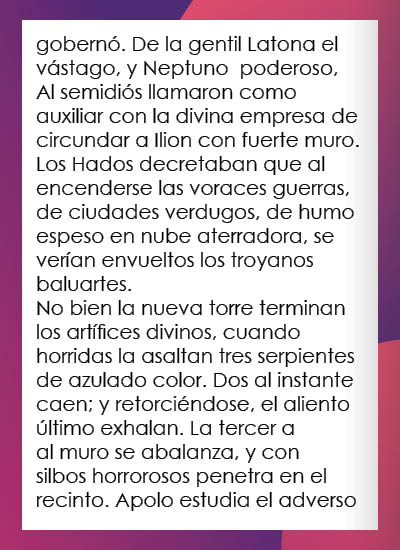 gobernó. De la gentil Latona el
vástago, y Neptuno  poderoso,
Al semidiós llamaron como
auxiliar con la divina empresa de
circundar a Ilion con fuerte muro.
Los Hados decretaban que al
encenderse las voraces guerras,
de ciudades verdugos, de humo
espeso en nube aterradora, se
verían envueltos los troyanos
baluartes.
No bien la nueva torre terminan
los artífices divinos, cuando
horridas la asaltan tres serpientes
de azulado color. Dos al instante
caen; y retorciéndose, el aliento
último exhalan. La tercer a
al muro se abalanza, y con
silbos horrorosos penetra en el
recinto. Apolo estudia el adverso